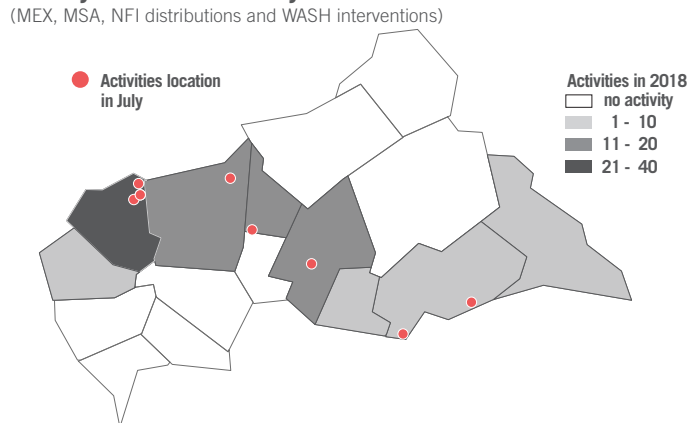 (MEX, MSA, NFI distributions and WASH interventions)
Activities location
in July
Activities in 2018
no activity
1 - 10
11 - 20
21 - 40